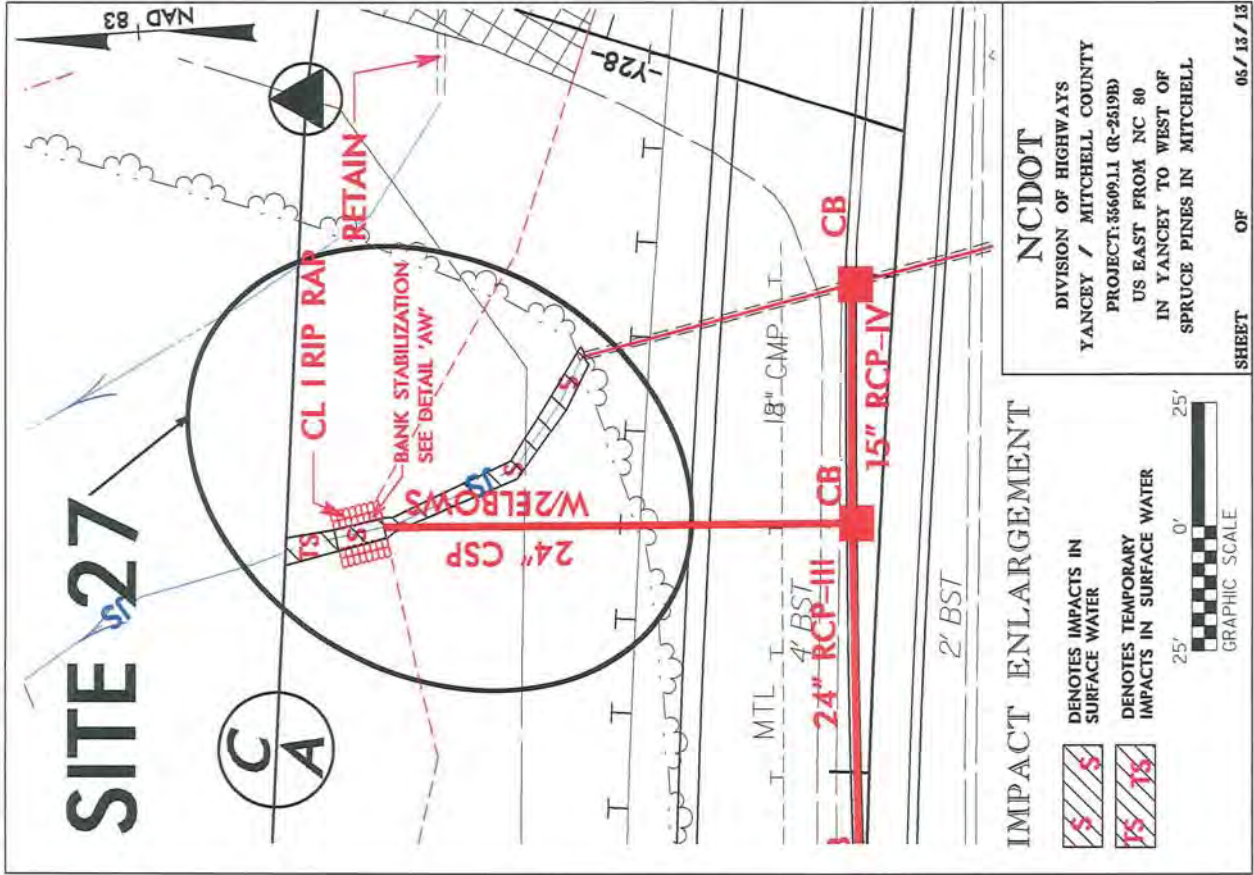 SITE 27
NAD 83
C
A
JS
CL I RIP RAP
RETAIN
BANK STABILIZATION
SEE DETAIL 'AW'
TS
S
JS
S
S
24" CSP
W/2ELBOWS
-Y28-
18" CMP
MTL
4' BST
24" RCP-III
CB
15" RCP-IV
CB
2' BST
IMPACT ENLARGEMENT
S S
DENOTES IMPACTS IN
SURFACE WATER
TS TS
DENOTES TEMPORARY
IMPACTS IN SURFACE WATER
25' 0' 25'
GRAPHIC SCALE
NCDOT
DIVISION OF HIGHWAYS
YANCEY / MITCHELL COUNTY
PROJECT:35609.1.1 (R-2519B)
US EAST FROM NC 80
IN YANCEY TO WEST OF
SPRUCE PINES IN MITCHELL
SHEET OF 05/13/13